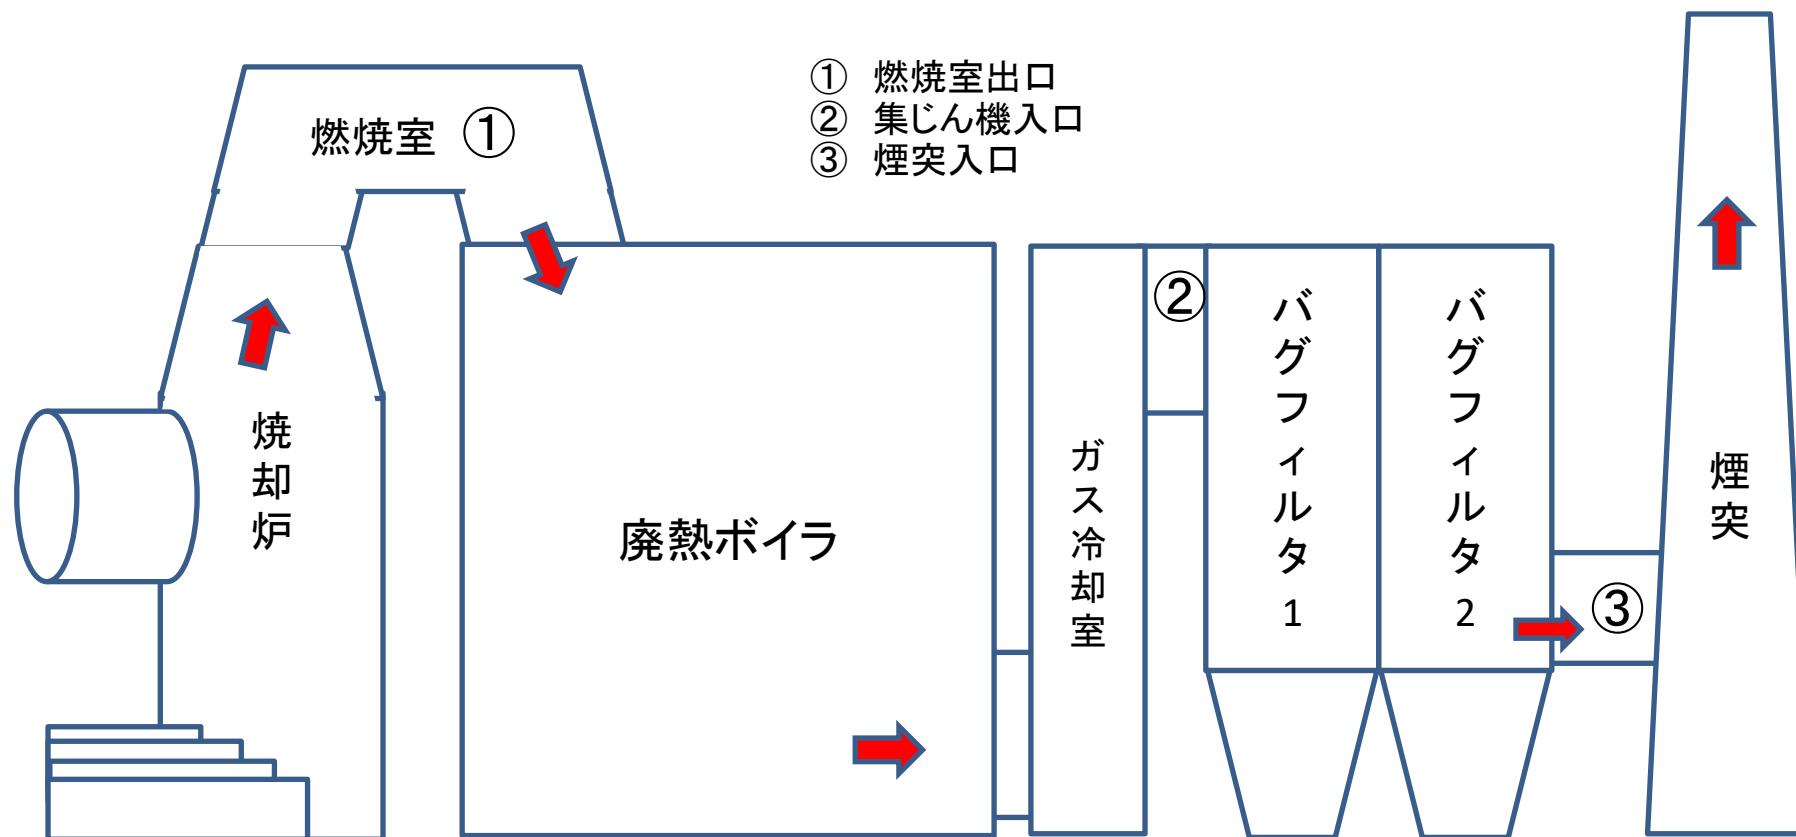 ① 燃焼室出口
② 集じん機入口
③ 煙突入口
燃焼室 ①
焼却炉
廃熱ボイラ
ガス冷却室
②
バグフィルタ1
バグフィルタ2
③
煙突